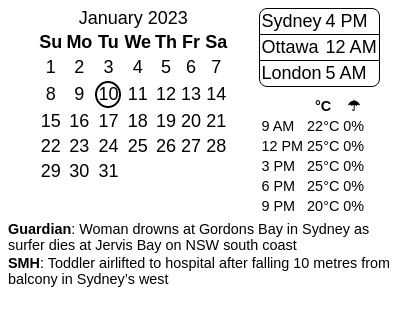 January 2023
Su Mo Tu We Th Fr Sa
1 2 3 4 5 6 7
8 9 10 11 12 13 14
15 16 17 18 19 20 21
22 23 24 25 26 27 28
29 30 31
Sydney 4 PM
Ottawa 12 AM
London 5 AM
°C ☂
9 AM 22°C 0%
12 PM 25°C 0%
3 PM 25°C 0%
6 PM 25°C 0%
9 PM 20°C 0%
Guardian: Woman drowns at Gordons Bay in Sydney as
surfer dies at Jervis Bay on NSW south coast
SMH: Toddler airlifted to hospital after falling 10 metres from
balcony in Sydney’s west